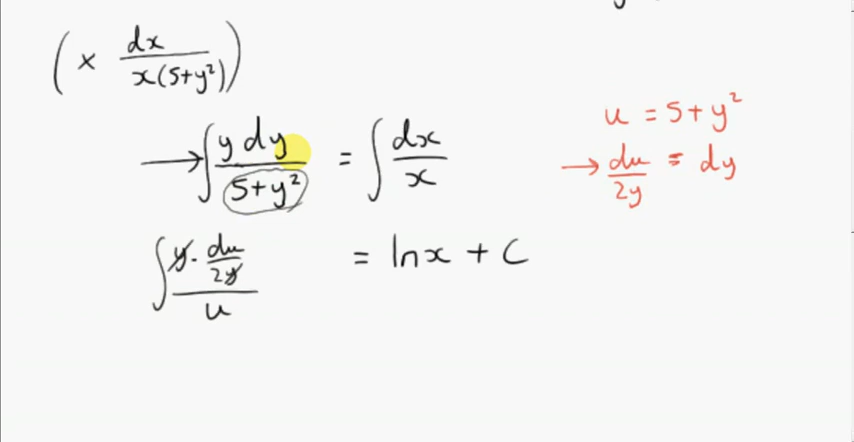 ( × dx / x(5+y²) )
→ ∫ y dy / 5+y² = ∫ dx / x
u = 5+y²
→ du / 2y = dy
∫ y · du / 2y / u = ln x + C